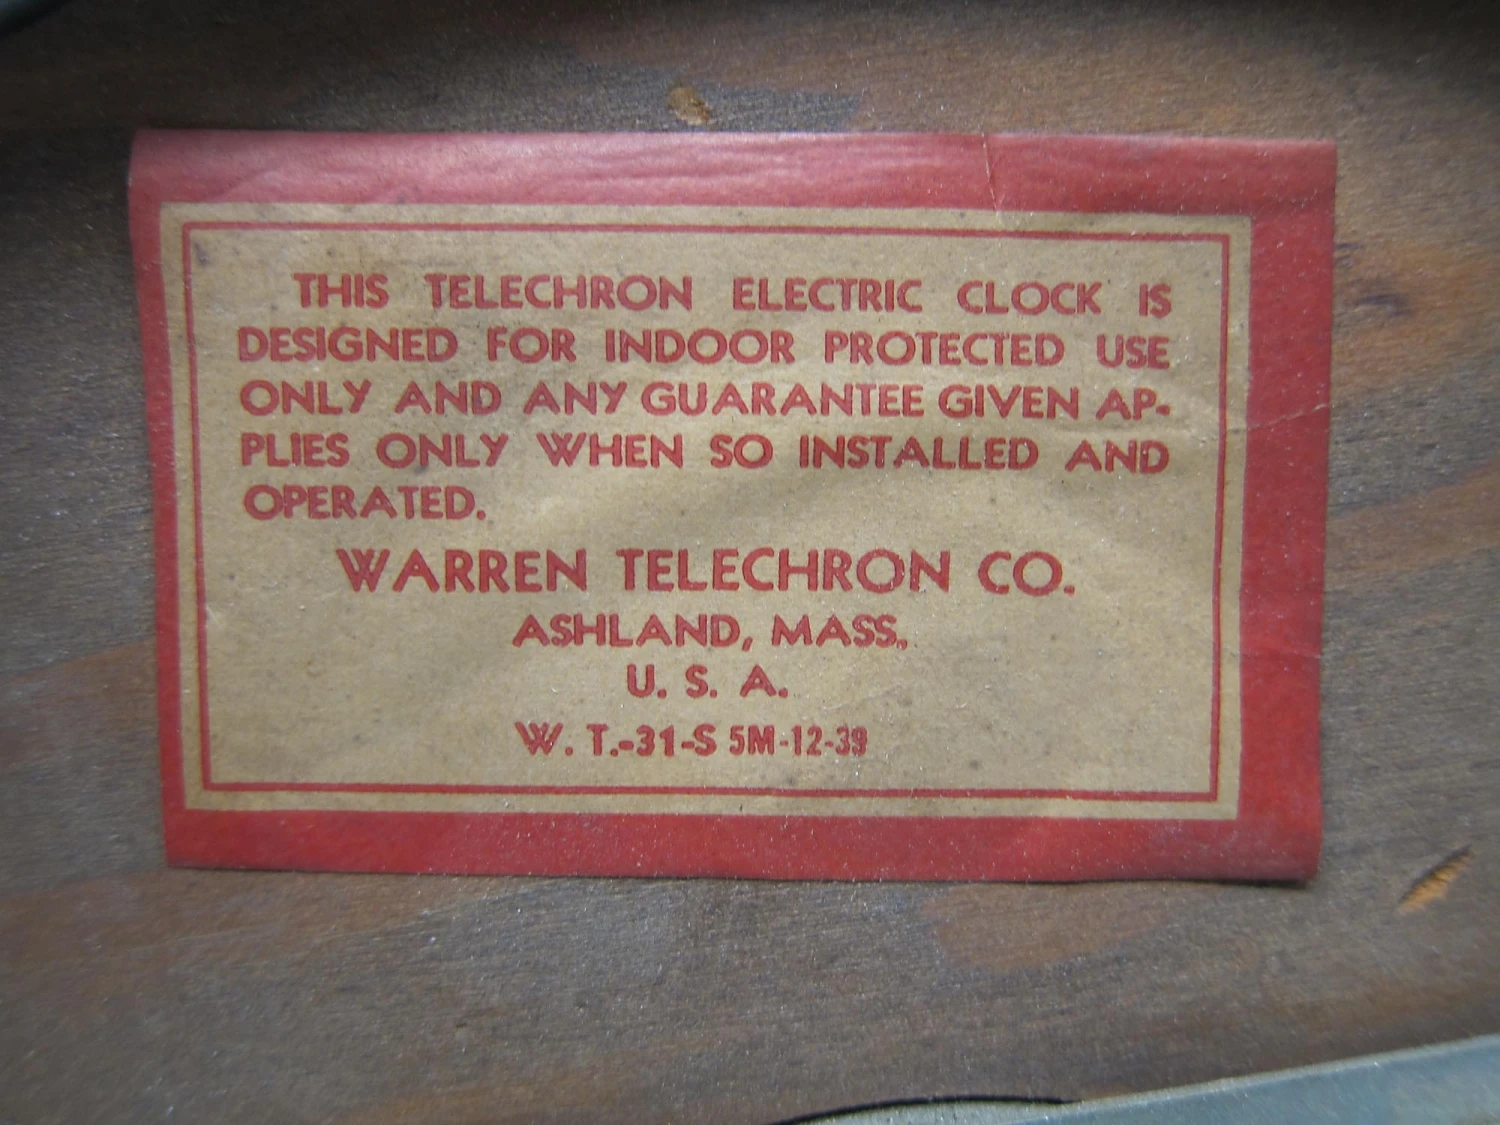 THIS TELECHRON ELECTRIC CLOCK IS
DESIGNED FOR INDOOR PROTECTED USE
ONLY AND ANY GUARANTEE GIVEN AP-
PLIES ONLY WHEN SO INSTALLED AND
OPERATED.
WARREN TELECHRON CO.
ASHLAND, MASS.
U. S. A.
W. T.-31-S 5M-12-39